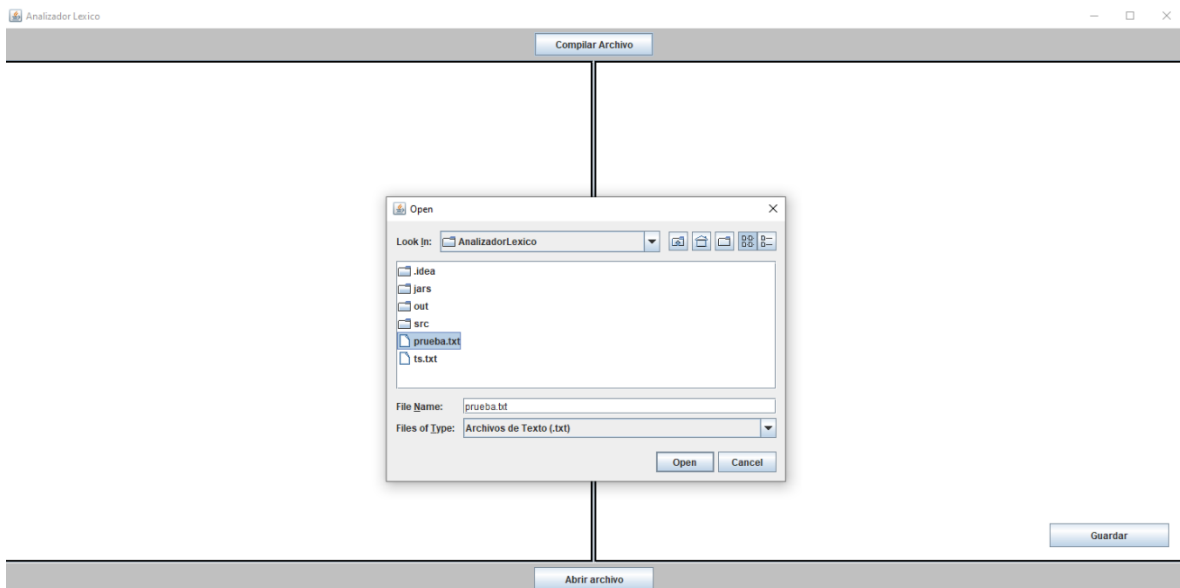 Analizador Lexico
Compilar Archivo
Open
Look In: AnalizadorLexico
.idea
jars
out
src
prueba.txt
ts.txt
File Name: prueba.txt
Files of Type: Archivos de Texto (.txt)
Open Cancel
Guardar
Abrir archivo